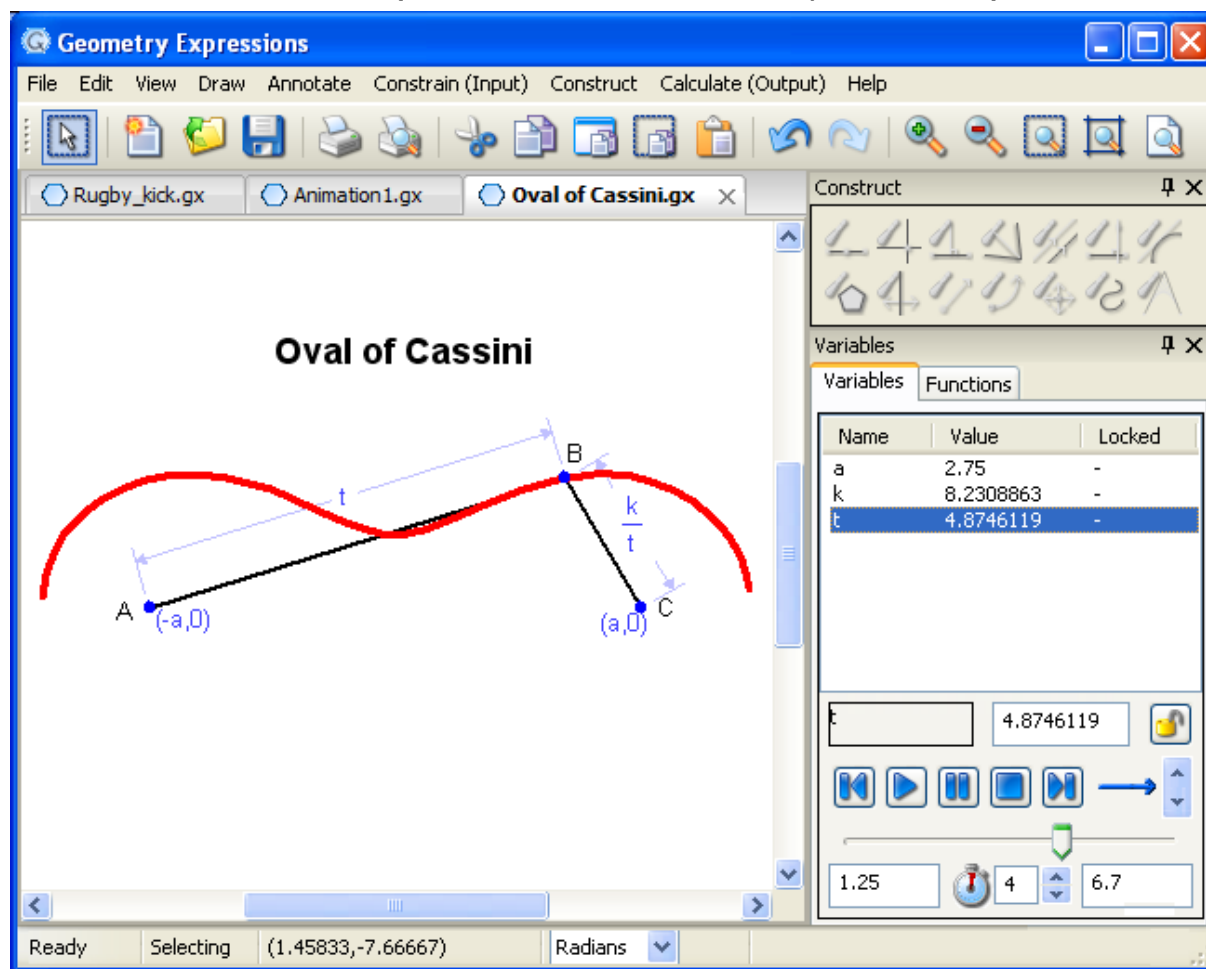 Geometry Expressions
File Edit View Draw Annotate Constrain (Input) Construct Calculate (Output) Help
Rugby_kick.gx Animation1.gx Oval of Cassini.gx
Construct
Oval of Cassini
Variables
Variables Functions
Name Value Locked
a 2.75 -
k 8.2308863 -
t 4.8746119 -
B
t
k
t
A
(-a,0)
C
(a,0)
t 4.8746119
1.25 4 6.7
Ready Selecting (1.45833,-7.66667) Radians